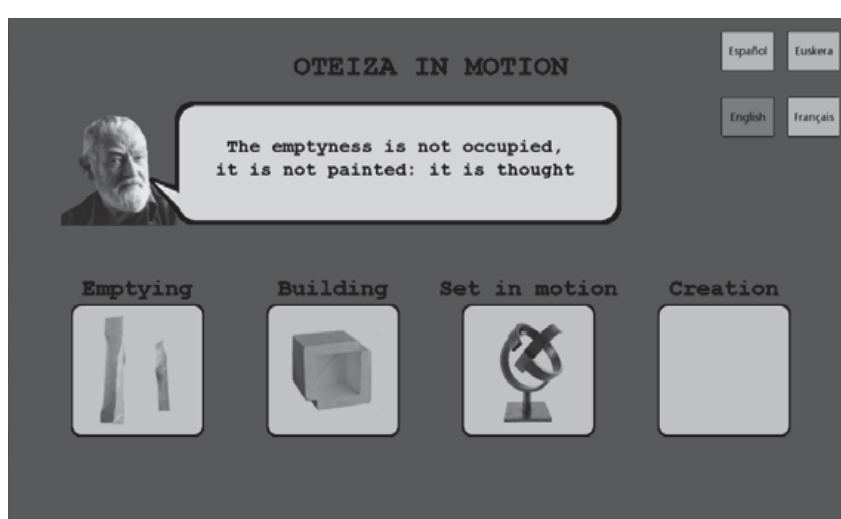 OTEIZA IN MOTION
Español
Euskera
English
Français
The emptyness is not occupied,
it is not painted: it is thought
Emptying
Building
Set in motion
Creation